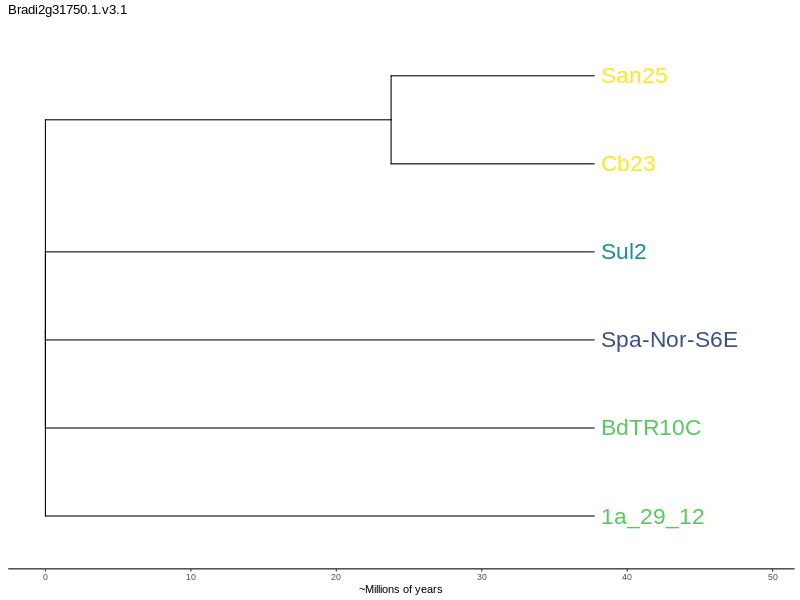 Bradi2g31750.1.v3.1
San25
Cb23
Sul2
Spa-Nor-S6E
BdTR10C
1a_29_12
0 10 20 30 40 50
~Millions of years